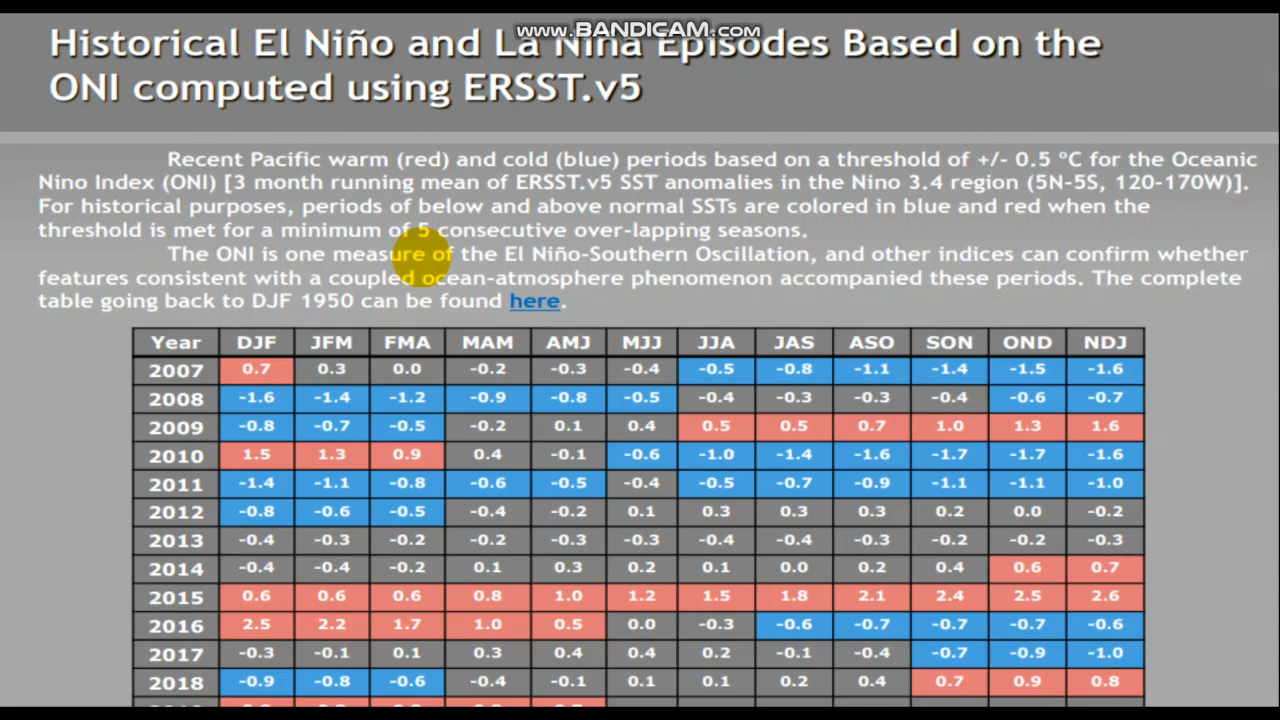 www.BANDICAM.com
Historical El Niño and La Niña Episodes Based on the
ONI computed using ERSST.v5
Recent Pacific warm (red) and cold (blue) periods based on a threshold of +/- 0.5 ºC for the Oceanic
Nino Index (ONI) [3 month running mean of ERSST.v5 SST anomalies in the Nino 3.4 region (5N-5S, 120-170W)].
For historical purposes, periods of below and above normal SSTs are colored in blue and red when the
threshold is met for a minimum of 5 consecutive over-lapping seasons.
The ONI is one measure of the El Niño-Southern Oscillation, and other indices can confirm whether
features consistent with a coupled ocean-atmosphere phenomenon accompanied these periods. The complete
table going back to DJF 1950 can be found here.
Year DJF JFM FMA MAM AMJ MJJ JJA JAS ASO SON OND NDJ
2007 0.7 0.3 0.0 -0.2 -0.3 -0.4 -0.5 -0.8 -1.1 -1.4 -1.5 -1.6
2008 -1.6 -1.4 -1.2 -0.9 -0.8 -0.5 -0.4 -0.3 -0.3 -0.4 -0.6 -0.7
2009 -0.8 -0.7 -0.5 -0.2 0.1 0.4 0.5 0.5 0.7 1.0 1.3 1.6
2010 1.5 1.3 0.9 0.4 -0.1 -0.6 -1.0 -1.4 -1.6 -1.7 -1.7 -1.6
2011 -1.4 -1.1 -0.8 -0.6 -0.5 -0.4 -0.5 -0.7 -0.9 -1.1 -1.1 -1.0
2012 -0.8 -0.6 -0.5 -0.4 -0.2 0.1 0.3 0.3 0.3 0.2 0.0 -0.2
2013 -0.4 -0.3 -0.2 -0.2 -0.3 -0.3 -0.4 -0.4 -0.3 -0.2 -0.2 -0.3
2014 -0.4 -0.4 -0.2 0.1 0.3 0.2 0.1 0.0 0.2 0.4 0.6 0.7
2015 0.6 0.6 0.6 0.8 1.0 1.2 1.5 1.8 2.1 2.4 2.5 2.6
2016 2.5 2.2 1.7 1.0 0.5 0.0 -0.3 -0.6 -0.7 -0.7 -0.7 -0.6
2017 -0.3 -0.1 0.1 0.3 0.4 0.4 0.2 -0.1 -0.4 -0.7 -0.9 -1.0
2018 -0.9 -0.8 -0.6 -0.4 -0.1 0.1 0.1 0.2 0.4 0.7 0.9 0.8